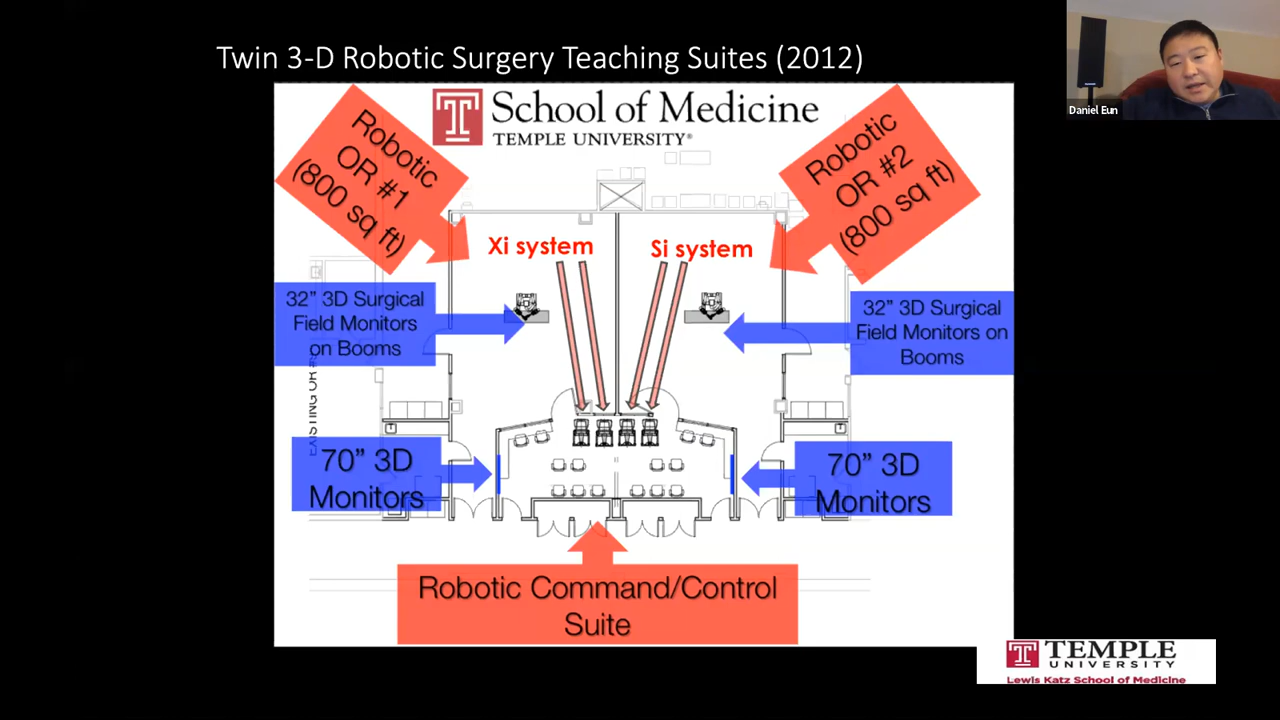 Twin 3-D Robotic Surgery Teaching Suites (2012)
Daniel Eun
T
School of Medicine
TEMPLE UNIVERSITY®
Robotic
OR #1
(800 sq ft)
Robotic
OR #2
(800 sq ft)
Xi system
Si system
32” 3D Surgical
Field Monitors
on Booms
32” 3D Surgical
Field Monitors on
Booms
EXISTING OR
70” 3D
Monitors
70” 3D
Monitors
Robotic Command/Control
Suite
T
TEMPLE
UNIVERSITY
Lewis Katz School of Medicine